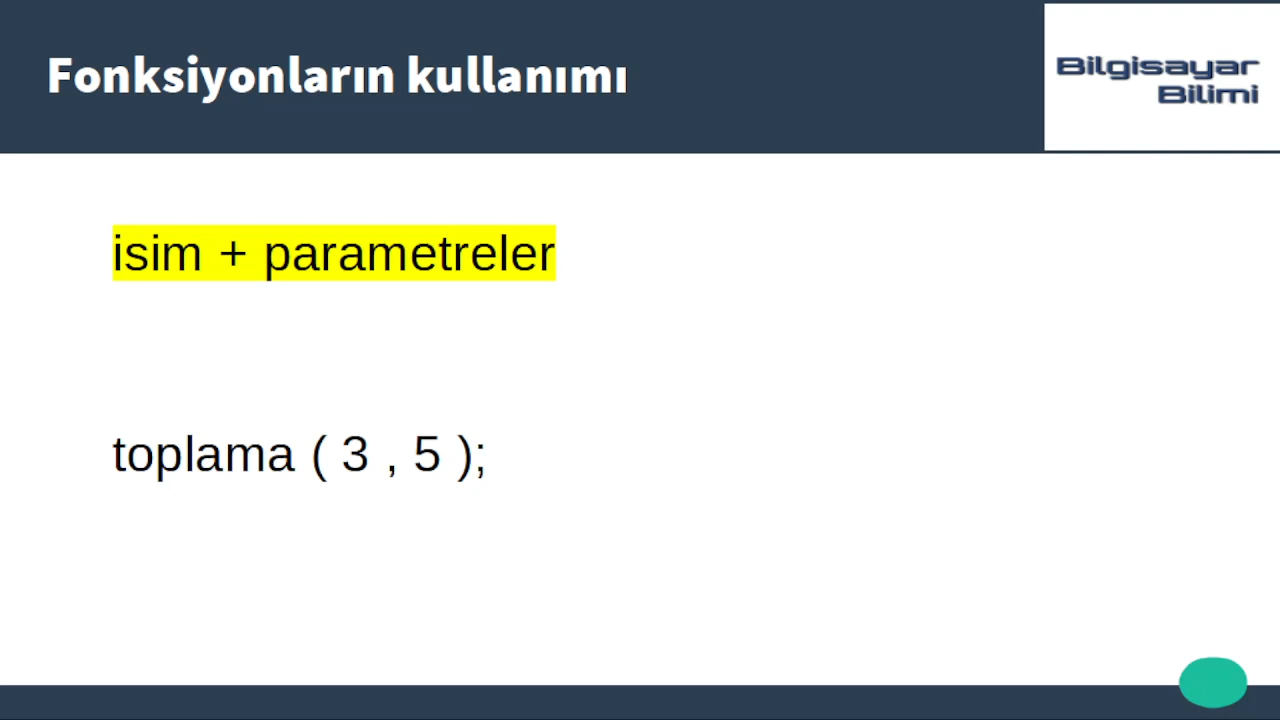 Fonksiyonların kullanımı
Bilgisayar
Bilimi
isim + parametreler
toplama ( 3 , 5 );